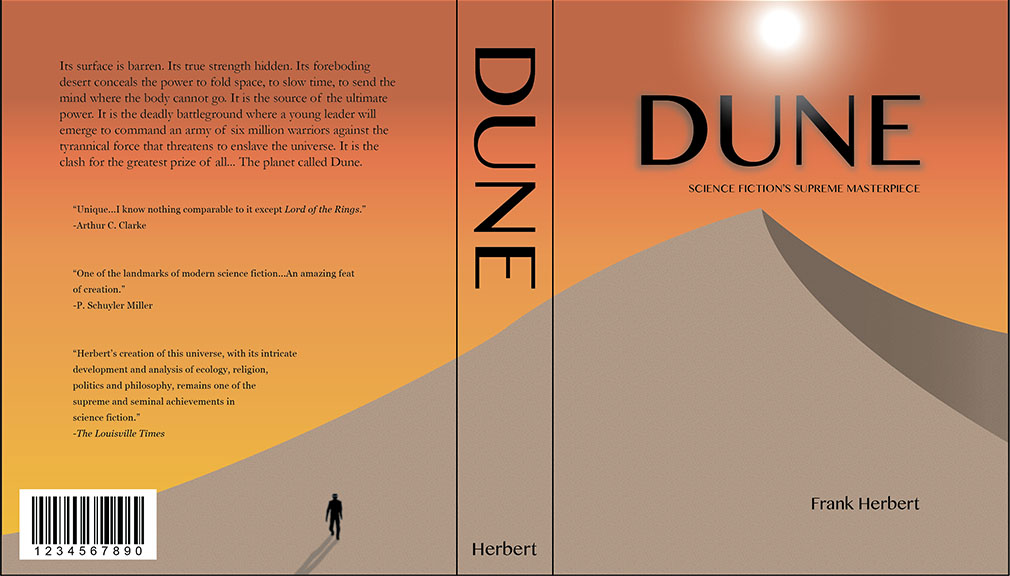 Its surface is barren. Its true strength hidden. Its foreboding
desert conceals the power to fold space, to slow time, to send the
mind where the body cannot go. It is the source of the ultimate
power. It is the deadly battleground where a young leader will
emerge to command an army of six million warriors against the
tyrannical force that threatens to enslave the universe. It is the
clash for the greatest prize of all... The planet called Dune.
“Unique...I know nothing comparable to it except Lord of the Rings.”
-Arthur C. Clarke
“One of the landmarks of modern science fiction...An amazing feat
of creation.”
-P. Schuyler Miller
“Herbert’s creation of this universe, with its intricate
development and analysis of ecology, religion,
politics and philosophy, remains one of the
supreme and seminal achievements in
science fiction.”
-The Louisville Times
1234567890
DUNE
Herbert
DUNE
SCIENCE FICTION’S SUPREME MASTERPIECE
Frank Herbert